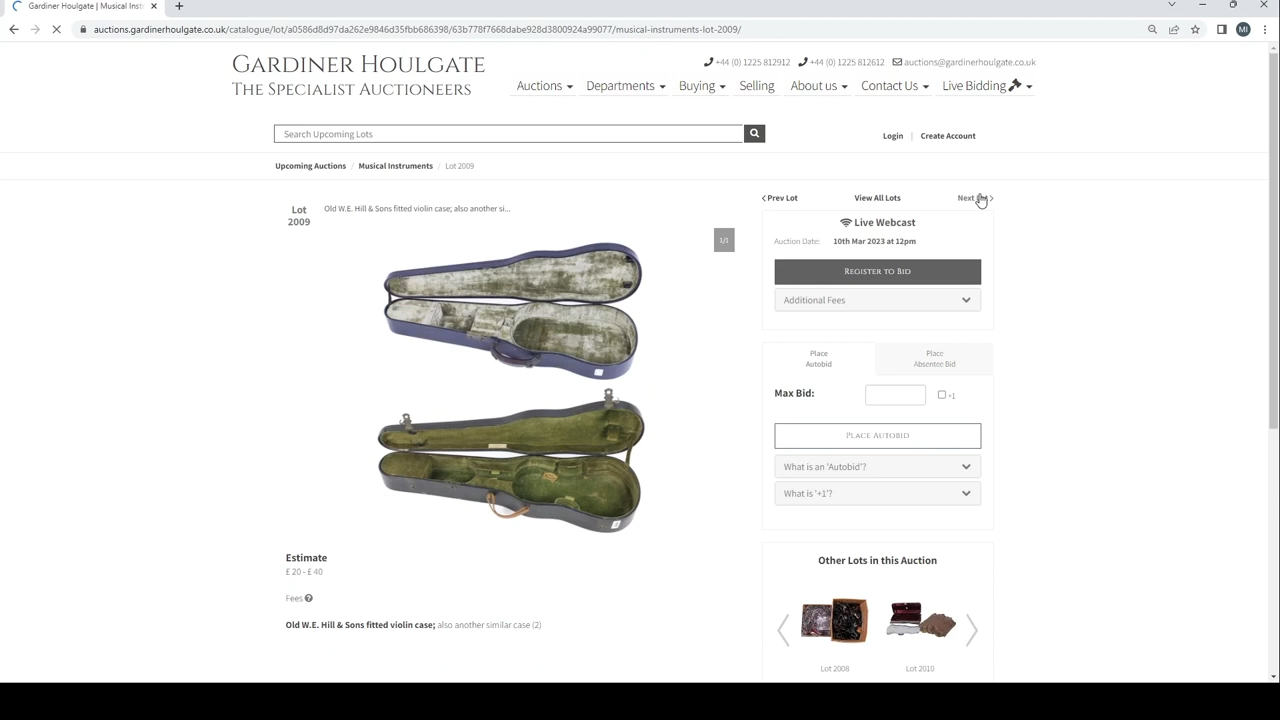 Gardiner Houlgate | Musical Inst
auctions.gardinerhoulgate.co.uk/catalogue/lot/a0586d8d97da262e9846d35fbb686398/63b778f7668dabe928d3800924a99077/musical-instruments-lot-2009/
MI
GARDINER HOULGATE
THE SPECIALIST AUCTIONEERS
+44 (0) 1225 812912 +44 (0) 1225 812612 auctions@gardinerhoulgate.co.uk
Auctions Departments Buying Selling About us Contact Us Live Bidding
Search Upcoming Lots
Login | Create Account
Upcoming Auctions / Musical Instruments / Lot 2009
Lot
2009
Old W.E. Hill & Sons fitted violin case; also another si...
1/1
Prev Lot View All Lots Next
Live Webcast
Auction Date: 10th Mar 2023 at 12pm
REGISTER TO BID
Additional Fees
Place
Autobid
Place
Absentee Bid
Max Bid: +1
PLACE AUTOBID
What is an 'Autobid'?
What is '+1'?
Estimate
£ 20 - £ 40
Fees
Old W.E. Hill & Sons fitted violin case; also another similar case (2)
Other Lots in this Auction
Lot 2008 Lot 2010